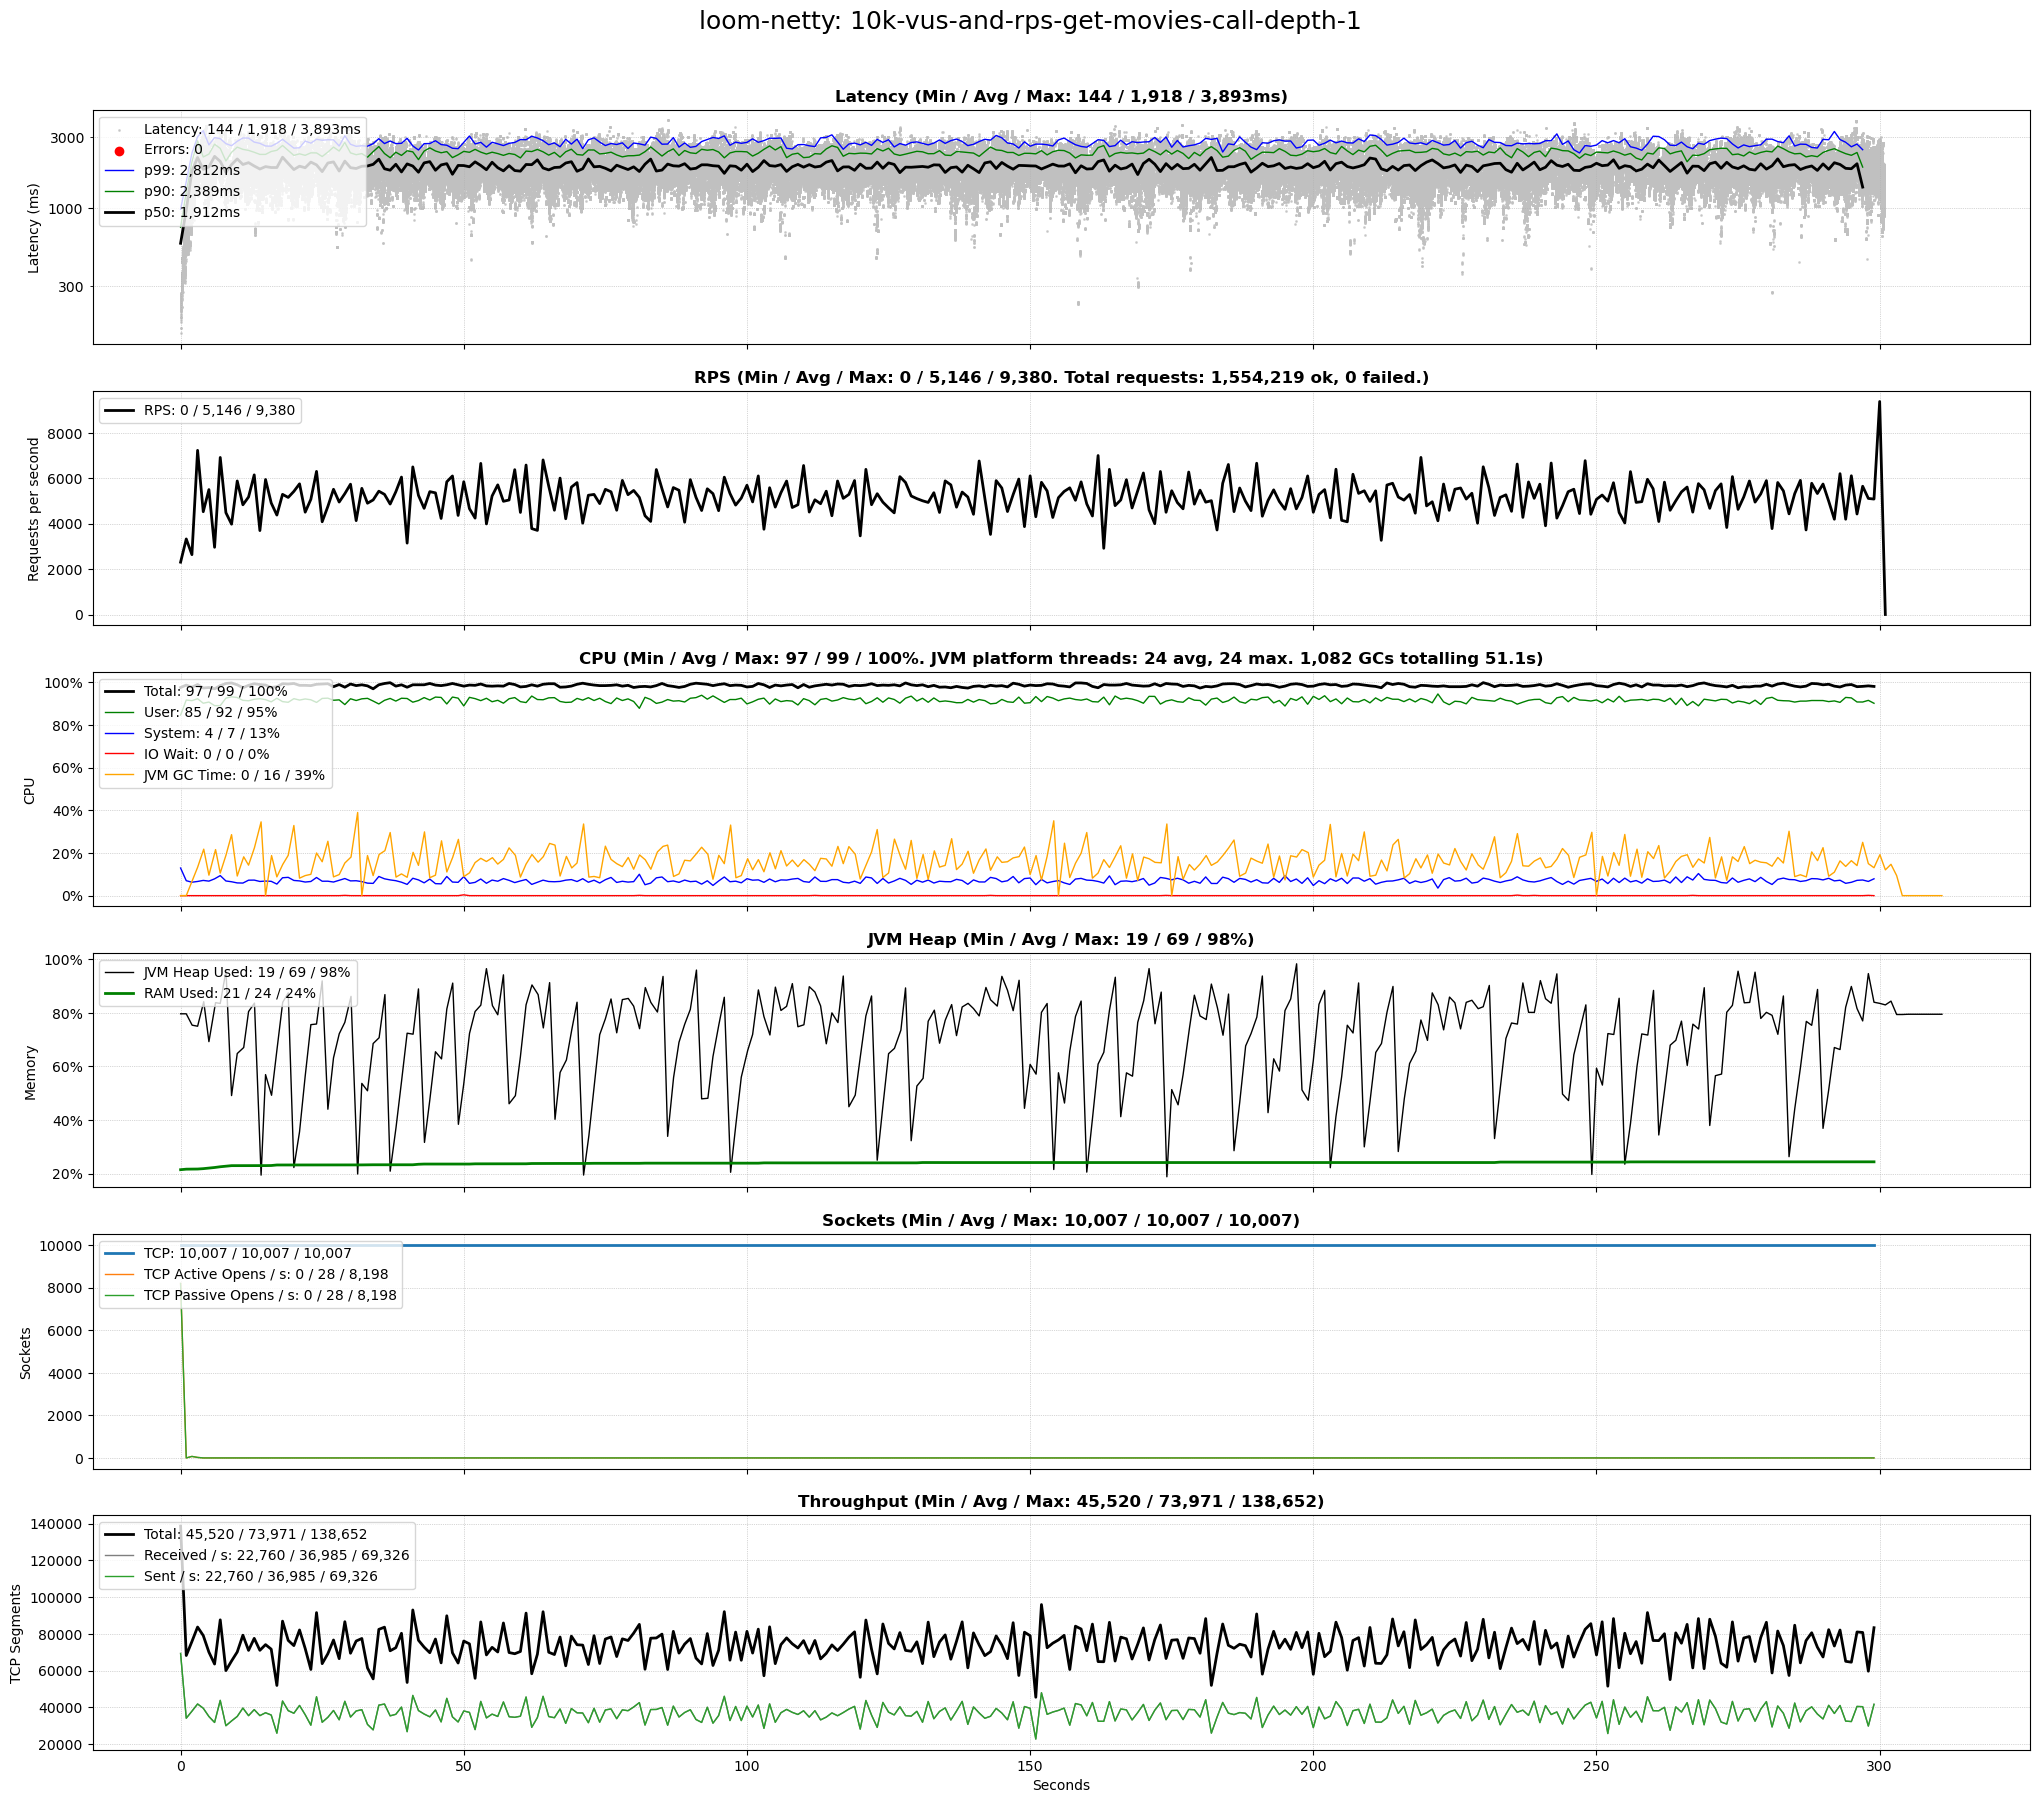 loom-netty: 10k-vus-and-rps-get-movies-call-depth-1
Latency (Min / Avg / Max: 144 / 1,918 / 3,893ms)
Latency (ms)
3000
1000
300
Latency: 144 / 1,918 / 3,893ms
Errors: 0
p99: 2,812ms
p90: 2,389ms
p50: 1,912ms
RPS (Min / Avg / Max: 0 / 5,146 / 9,380. Total requests: 1,554,219 ok, 0 failed.)
Requests per second
8000
6000
4000
2000
0
RPS: 0 / 5,146 / 9,380
CPU (Min / Avg / Max: 97 / 99 / 100%. JVM platform threads: 24 avg, 24 max. 1,082 GCs totalling 51.1s)
CPU
100%
80%
60%
40%
20%
0%
Total: 97 / 99 / 100%
User: 85 / 92 / 95%
System: 4 / 7 / 13%
IO Wait: 0 / 0 / 0%
JVM GC Time: 0 / 16 / 39%
JVM Heap (Min / Avg / Max: 19 / 69 / 98%)
Memory
100%
80%
60%
40%
20%
JVM Heap Used: 19 / 69 / 98%
RAM Used: 21 / 24 / 24%
Sockets (Min / Avg / Max: 10,007 / 10,007 / 10,007)
Sockets
10000
8000
6000
4000
2000
0
TCP: 10,007 / 10,007 / 10,007
TCP Active Opens / s: 0 / 28 / 8,198
TCP Passive Opens / s: 0 / 28 / 8,198
Throughput (Min / Avg / Max: 45,520 / 73,971 / 138,652)
TCP Segments
140000
120000
100000
80000
60000
40000
20000
Total: 45,520 / 73,971 / 138,652
Received / s: 22,760 / 36,985 / 69,326
Sent / s: 22,760 / 36,985 / 69,326
0 50 100 150 200 250 300
Seconds